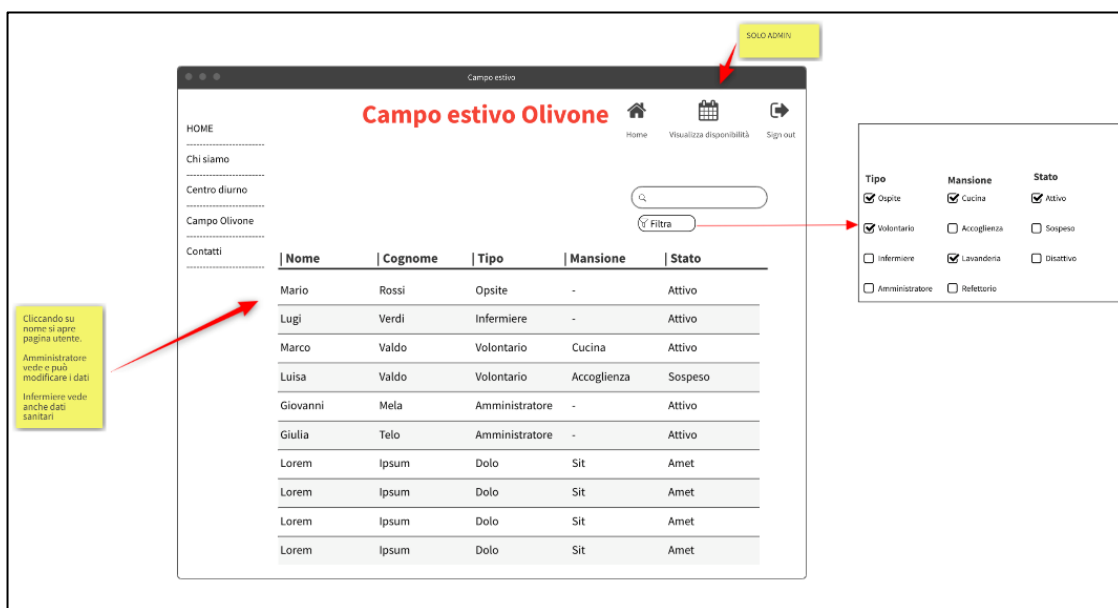 SOLO ADMIN
Campo estivo
Campo estivo Olivone
Home
Visualizza disponibilità
Sign out
HOME
Chi siamo
Centro diurno
Campo Olivone
Contatti
Filtra
| Nome | Cognome | Tipo | Mansione | Stato
Mario Rossi Opsite - Attivo
Lugi Verdi Infermiere - Attivo
Marco Valdo Volontario Cucina Attivo
Luisa Valdo Volontario Accoglienza Sospeso
Giovanni Mela Amministratore - Attivo
Giulia Telo Amministratore - Attivo
Lorem Ipsum Dolo Sit Amet
Lorem Ipsum Dolo Sit Amet
Lorem Ipsum Dolo Sit Amet
Lorem Ipsum Dolo Sit Amet
Cliccando su
nome si apre
pagina utente.
Amministratore
vede e può
modificare i dati
Infermiere vede
anche dati
sanitari
Tipo Mansione Stato
Ospite Cucina Attivo
Volontario Accoglienza Sospeso
Infermiere Lavanderia Disattivo
Amministratore Refettorio